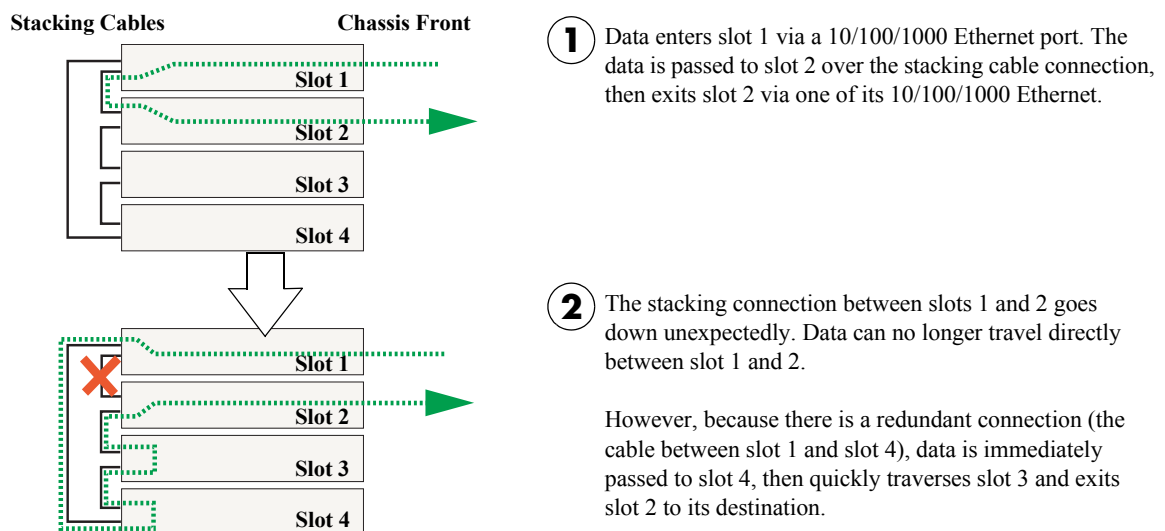 Stacking Cables
Chassis Front
Slot 1
Slot 2
Slot 3
Slot 4
1
Data enters slot 1 via a 10/100/1000 Ethernet port. The
data is passed to slot 2 over the stacking cable connection,
then exits slot 2 via one of its 10/100/1000 Ethernet.
Slot 1
Slot 2
Slot 3
Slot 4
2
The stacking connection between slots 1 and 2 goes
down unexpectedly. Data can no longer travel directly
between slot 1 and 2.
However, because there is a redundant connection (the
cable between slot 1 and slot 4), data is immediately
passed to slot 4, then quickly traverses slot 3 and exits
slot 2 to its destination.